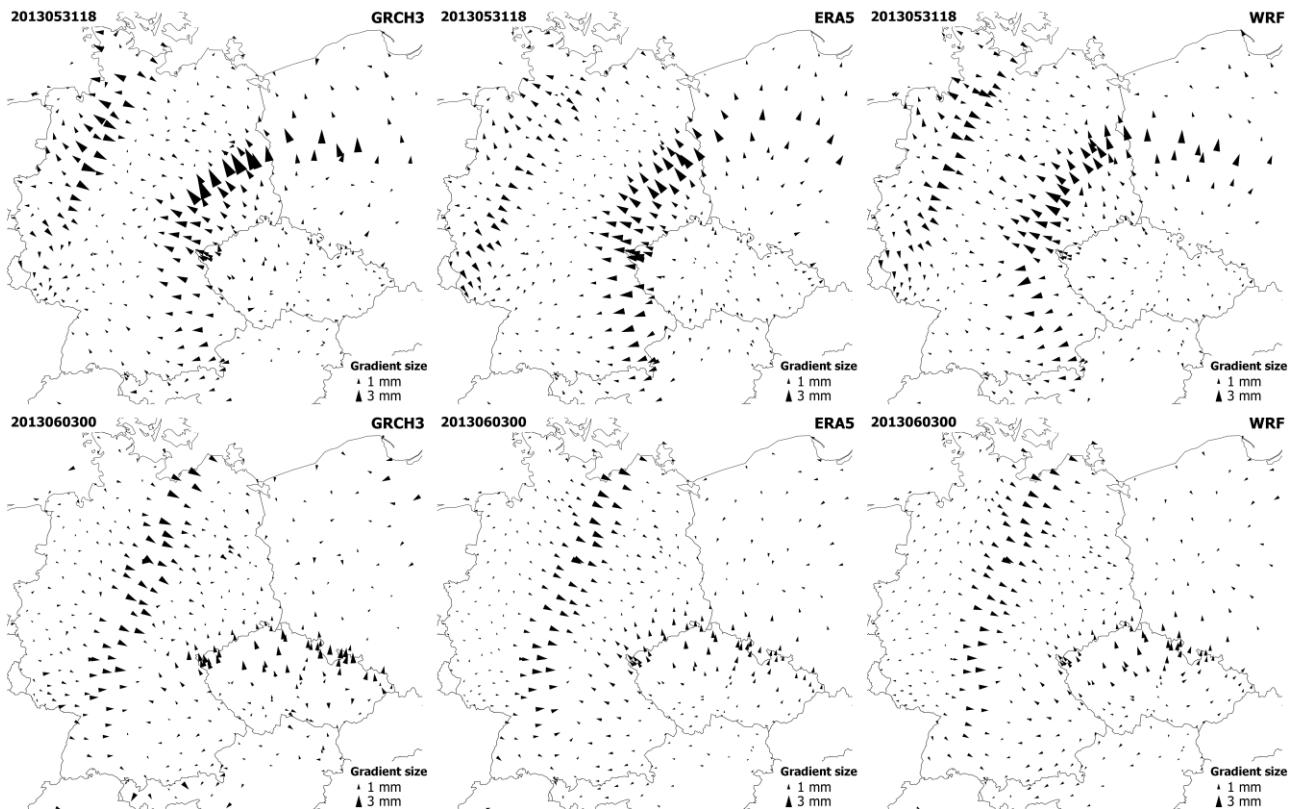 2013053118 GRCH3
Gradient size
1 mm
3 mm
2013053118 ERA5
Gradient size
1 mm
3 mm
2013053118 WRF
Gradient size
1 mm
3 mm
2013060300 GRCH3
Gradient size
1 mm
3 mm
2013060300 ERA5
Gradient size
1 mm
3 mm
2013060300 WRF
Gradient size
1 mm
3 mm